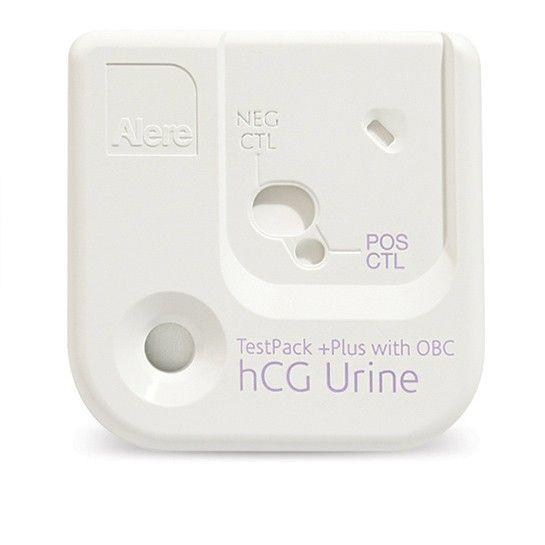 Alere
NEG
CTL
POS
CTL
TestPack +Plus with OBC
hCG Urine